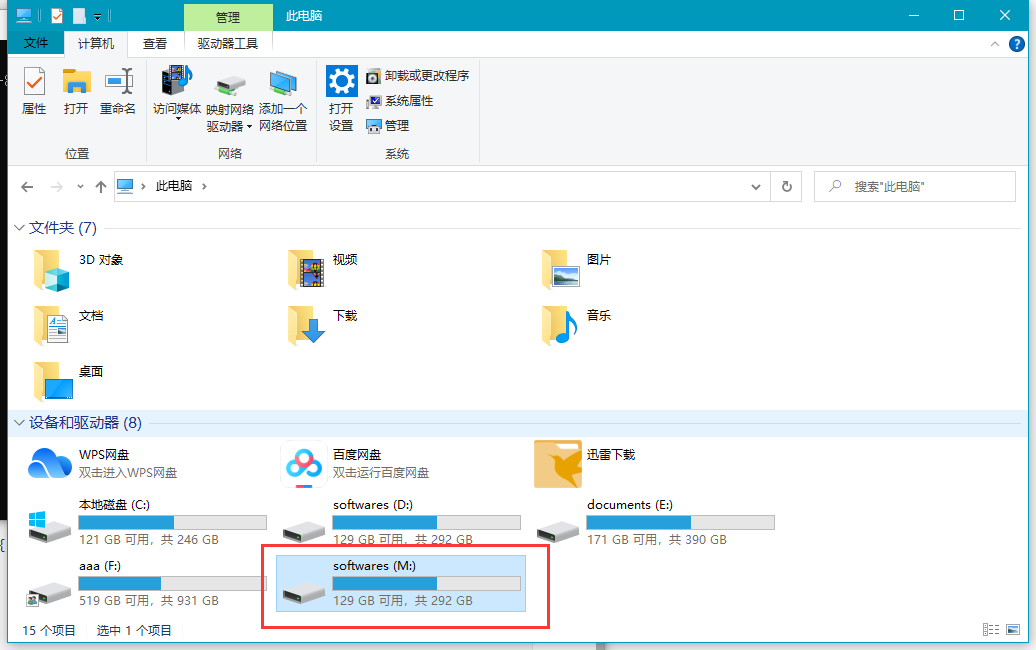 管理
此电脑
文件
计算机
查看
驱动器工具
属性
打开
重命名
位置
访问媒体
映射网络
驱动器
添加一个
网络位置
网络
打开
设置
卸载或更改程序
系统属性
管理
系统
此电脑
搜索"此电脑"
文件夹 (7)
3D 对象
视频
图片
文档
下载
音乐
桌面
设备和驱动器 (8)
WPS网盘
双击进入WPS网盘
百度网盘
双击运行百度网盘
迅雷下载
本地磁盘 (C:)
121 GB 可用, 共 246 GB
softwares (D:)
129 GB 可用, 共 292 GB
documents (E:)
171 GB 可用, 共 390 GB
aaa (F:)
519 GB 可用, 共 931 GB
softwares (M:)
129 GB 可用, 共 292 GB
15 个项目
选中 1 个项目